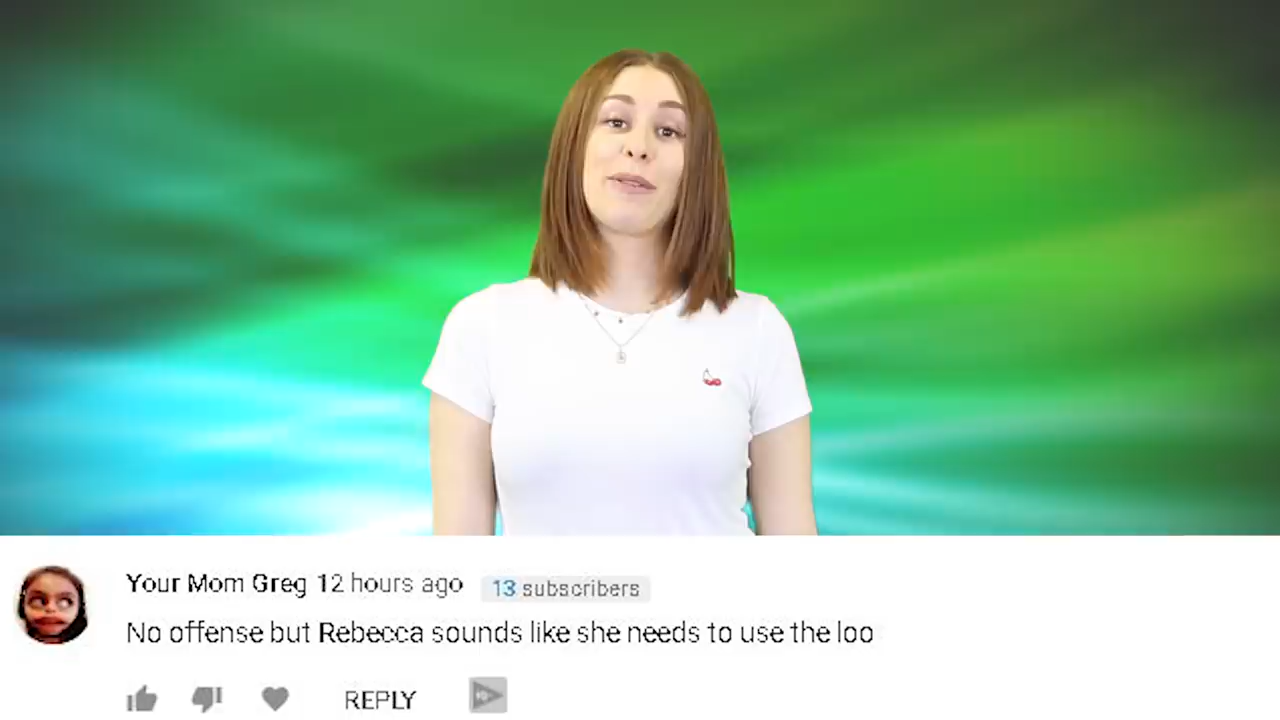 Your Mom Greg 12 hours ago 13 subscribers
No offense but Rebecca sounds like she needs to use the loo
REPLY